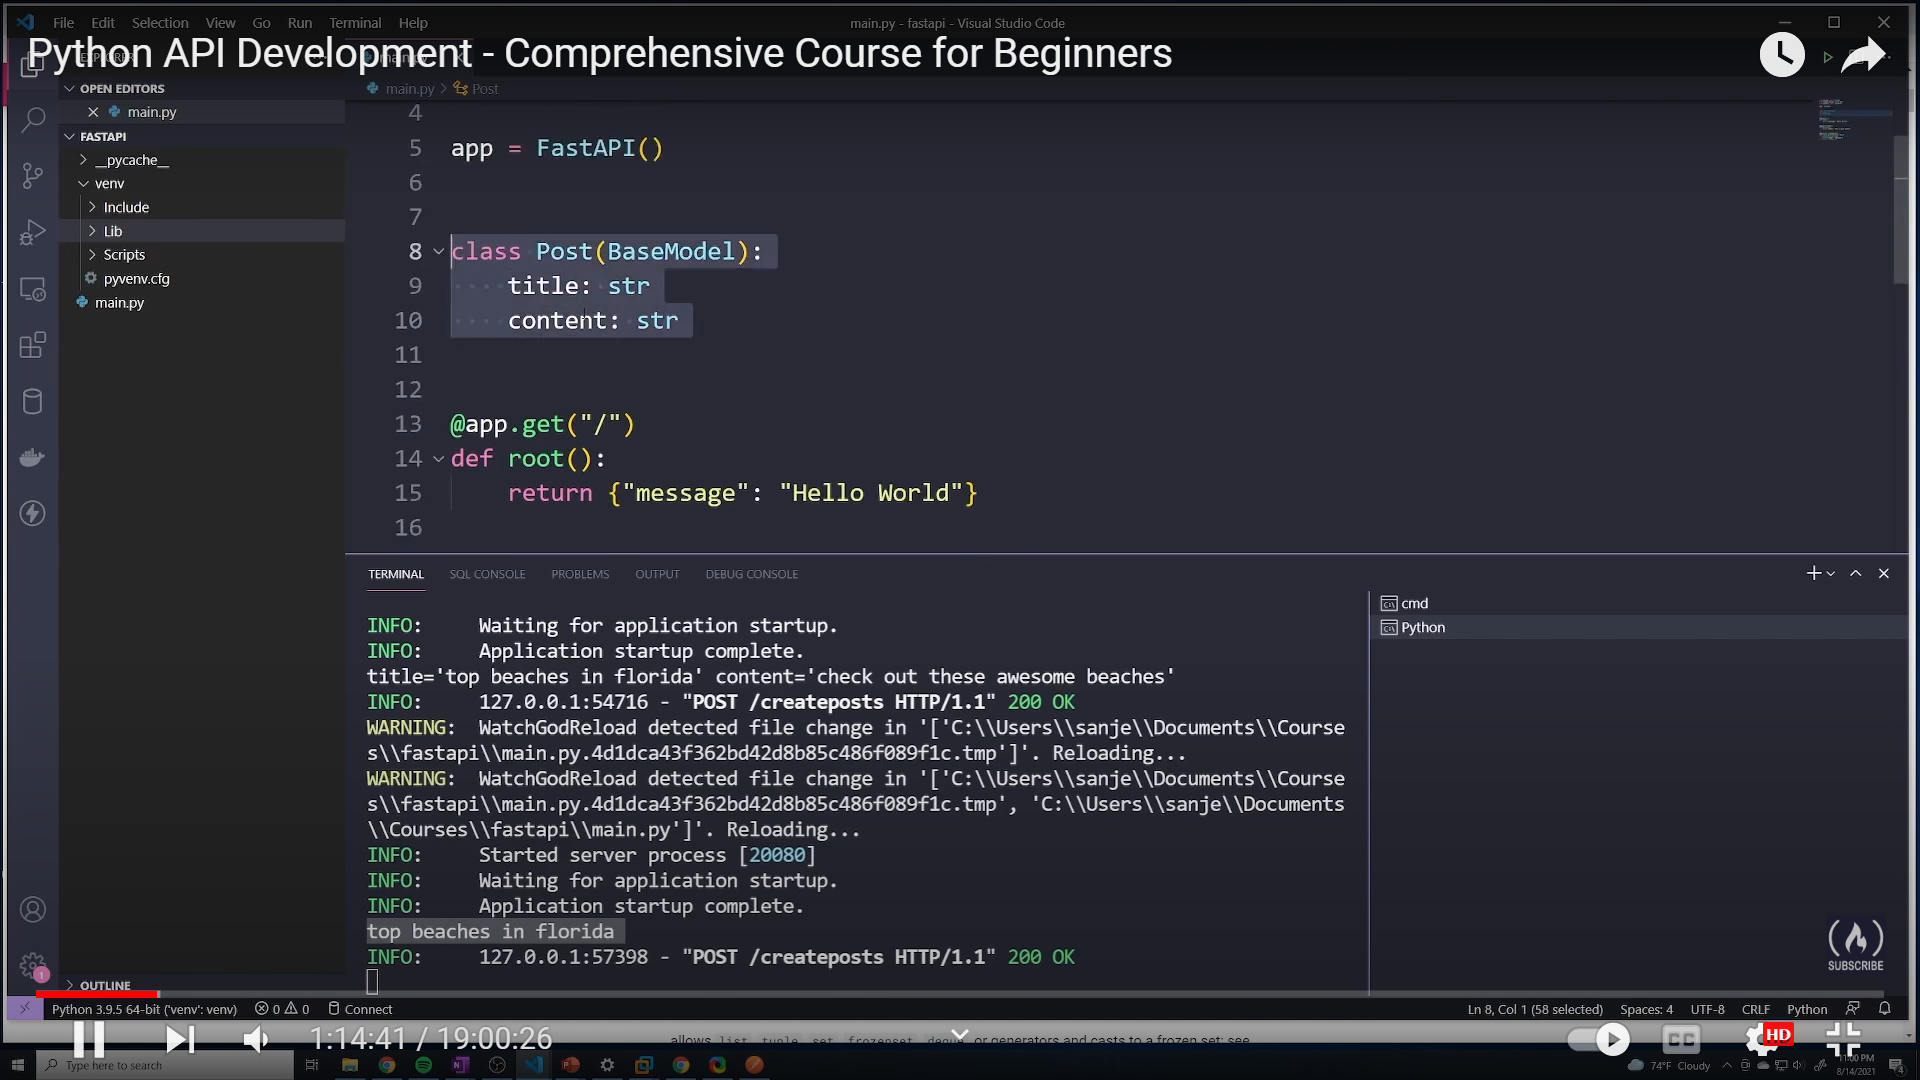 File Edit Selection View Go Run Terminal Help
main.py - fastapi - Visual Studio Code
Python API Development - Comprehensive Course for Beginners
OPEN EDITORS
main.py
FASTAPI
__pycache__
venv
Include
Lib
Scripts
pyvenv.cfg
main.py
OUTLINE
main.py > Post
4
5 app = FastAPI()
6
7
8 class Post(BaseModel):
9 title: str
10 content: str
11
12
13 @app.get("/")
14 def root():
15 return {"message": "Hello World"}
16
TERMINAL SQL CONSOLE PROBLEMS OUTPUT DEBUG CONSOLE
cmd
Python
INFO: Waiting for application startup.
INFO: Application startup complete.
title='top beaches in florida' content='check out these awesome beaches'
INFO: 127.0.0.1:54716 - "POST /createposts HTTP/1.1" 200 OK
WARNING: WatchGodReload detected file change in '['C:\\Users\\sanje\\Documents\\Course
s\\fastapi\\main.py.4d1dca43f362bd42d8b85c486f089f1c.tmp']'. Reloading...
WARNING: WatchGodReload detected file change in '['C:\\Users\\sanje\\Documents\\Course
s\\fastapi\\main.py.4d1dca43f362bd42d8b85c486f089f1c.tmp', 'C:\\Users\\sanje\\Documents
\\Courses\\fastapi\\main.py']'. Reloading...
INFO: Started server process [20080]
INFO: Waiting for application startup.
INFO: Application startup complete.
top beaches in florida
INFO: 127.0.0.1:57398 - "POST /createposts HTTP/1.1" 200 OK
SUBSCRIBE
1
Python 3.9.5 64-bit ('venv': venv) 0 0 Connect
Ln 8, Col 1 (58 selected) Spaces: 4 UTF-8 CRLF Python
1:14:41 / 19:00:26
CC
HD
Type here to search
74°F Cloudy
11:00 PM
8/14/2021
4